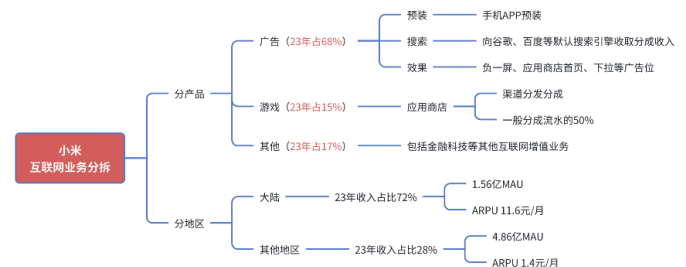 小米
互联网业务分拆
分产品
广告（23年占68%）
预装
手机APP预装
搜索
向谷歌、百度等默认搜索引擎收取分成收入
效果
负一屏、应用商店首页、下拉等广告位
游戏（23年占15%）
应用商店
渠道分发分成
一般分成流水的50%
其他（23年占17%）
包括金融科技等其他互联网增值业务
分地区
大陆
23年收入占比72%
1.56亿MAU
ARPU 11.6元/月
其他地区
23年收入占比28%
4.86亿MAU
ARPU 1.4元/月